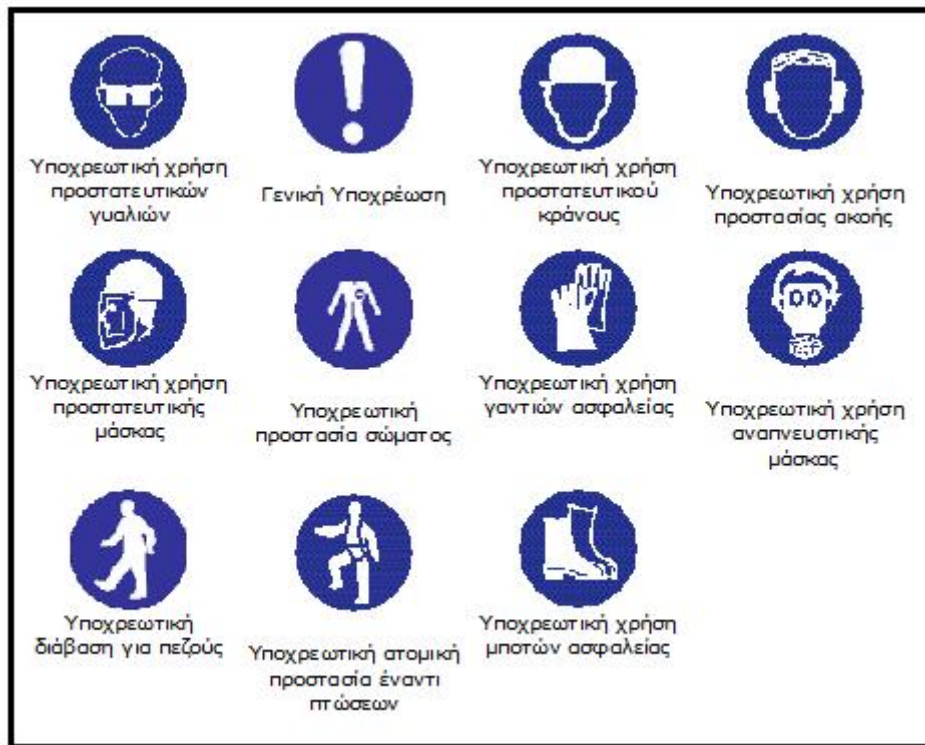 Υποχρεωτική χρήση
προστατευτικών
γυαλιών
Γενική Υποχρέωση
Υποχρεωτική χρήση
προστατευτικού
κράνους
Υποχρεωτική χρήση
προστασίας ακοής
Υποχρεωτική χρήση
προστατευτικής
μάσκας
Υποχρεωτική
προστασία σώματος
Υποχρεωτική χρήση
γαντιών ασφαλείας
Υποχρεωτική χρήση
αναπνευστικής
μάσκας
Υποχρεωτική
διάβαση για πεζούς
Υποχρεωτική ατομική
προστασία έναντι
πτώσεων
Υποχρεωτική χρήση
μποτών ασφαλείας